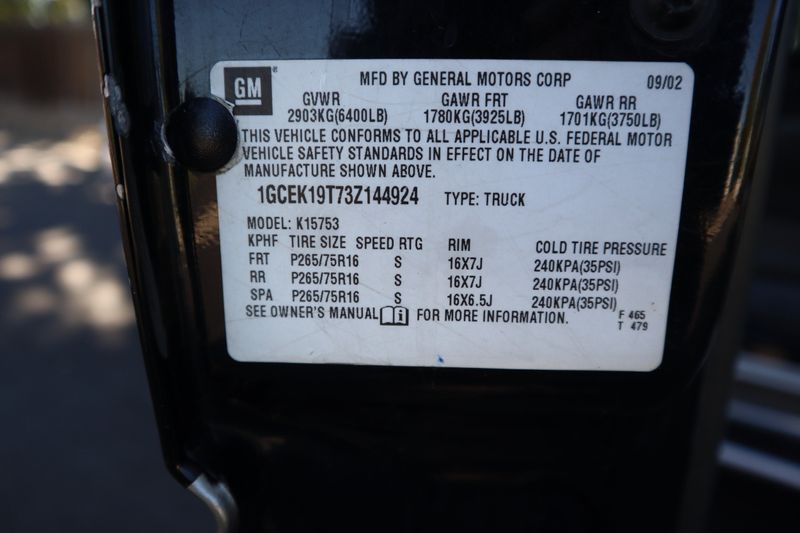 GM MFD BY GENERAL MOTORS CORP 09/02
GVWR GAWR FRT GAWR RR
2903KG(6400LB) 1780KG(3925LB) 1701KG(3750LB)
THIS VEHICLE CONFORMS TO ALL APPLICABLE U.S. FEDERAL MOTOR
VEHICLE SAFETY STANDARDS IN EFFECT ON THE DATE OF
MANUFACTURE SHOWN ABOVE.
1GCEK19T73Z144924 TYPE: TRUCK
MODEL: K15753
KPHF TIRE SIZE SPEED RTG RIM COLD TIRE PRESSURE
FRT P265/75R16 S 16X7J 240KPA(35PSI)
RR P265/75R16 S 16X7J 240KPA(35PSI)
SPA P265/75R16 S 16X6.5J 240KPA(35PSI)
SEE OWNER'S MANUAL i FOR MORE INFORMATION.
F 465
T 479